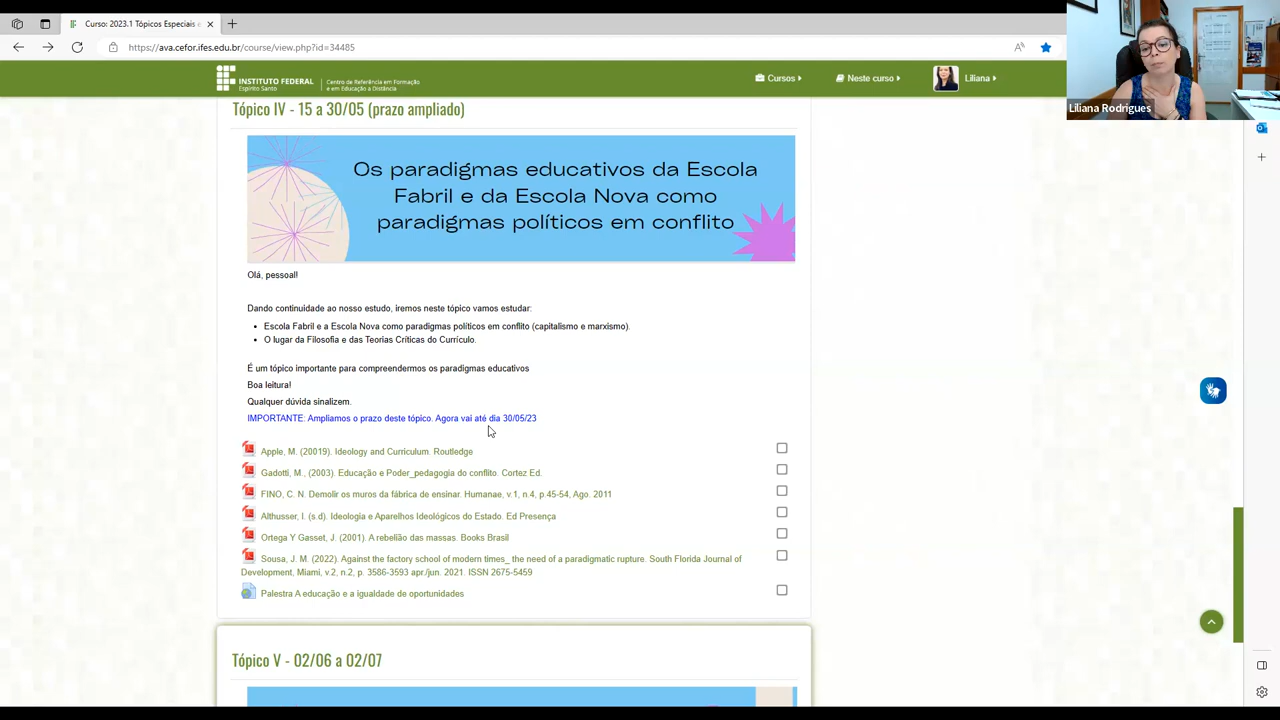 Curso: 2023.1 Tópicos Especiais e
https://ava.cefor.ifes.edu.br/course/view.php?id=34485
INSTITUTO FEDERAL
Espírito Santo
Centro de Referência em Formação
e em Educação a Distância
Cursos
Neste curso
Liliana
Liliana Rodrigues
Tópico IV - 15 a 30/05 (prazo ampliado)
Os paradigmas educativos da Escola
Fabril e da Escola Nova como
paradigmas políticos em conflito
Olá, pessoal!
Dando continuidade ao nosso estudo, iremos neste tópico vamos estudar:
Escola Fabril e a Escola Nova como paradigmas políticos em conflito (capitalismo e marxismo).
O lugar da Filosofia e das Teorias Críticas do Currículo.
É um tópico importante para compreendermos os paradigmas educativos
Boa leitura!
Qualquer dúvida sinalizem.
IMPORTANTE: Ampliamos o prazo deste tópico. Agora vai até dia 30/05/23
Apple, M. (20019). Ideology and Curriculum. Routledge
Gadotti, M., (2003). Educação e Poder_pedagogia do conflito. Cortez Ed.
FINO, C. N. Demolir os muros da fábrica de ensinar. Humanae, v.1, n.4, p.45-54, Ago. 2011
Althusser, l. (s.d). Ideologia e Aparelhos Ideológicos do Estado. Ed Presença
Ortega Y Gasset, J. (2001). A rebelião das massas. Books Brasil
Sousa, J. M. (2022). Against the factory school of modern times_ the need of a paradigmatic rupture. South Florida Journal of
Development, Miami, v.2, n.2, p. 3586-3593 apr./jun. 2021. ISSN 2675-5459
Palestra A educação e a igualdade de oportunidades
Tópico V - 02/06 a 02/07